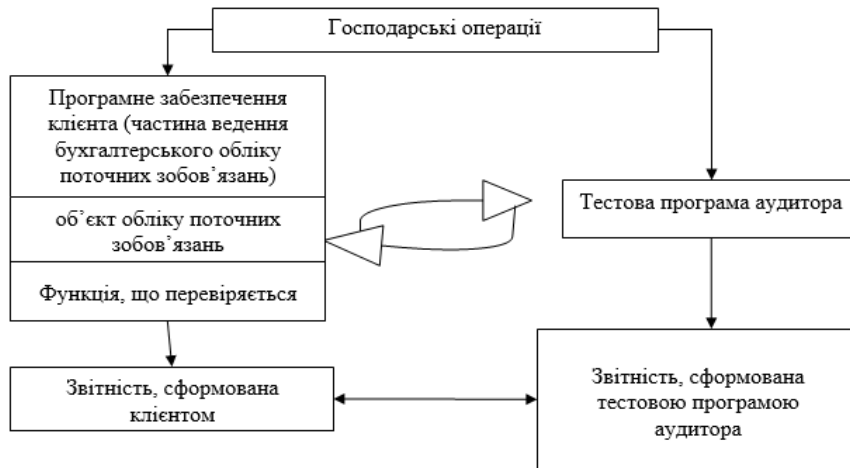 Господарські операції
Програмне забезпечення
клієнта (частина ведення
бухгалтерського обліку
поточних зобов’язань)
об’єкт обліку поточних
зобов’язань
Функція, що перевіряється
Тестова програма аудитора
Звітність, сформована
клієнтом
Звітність, сформована
тестовою програмою
аудитора